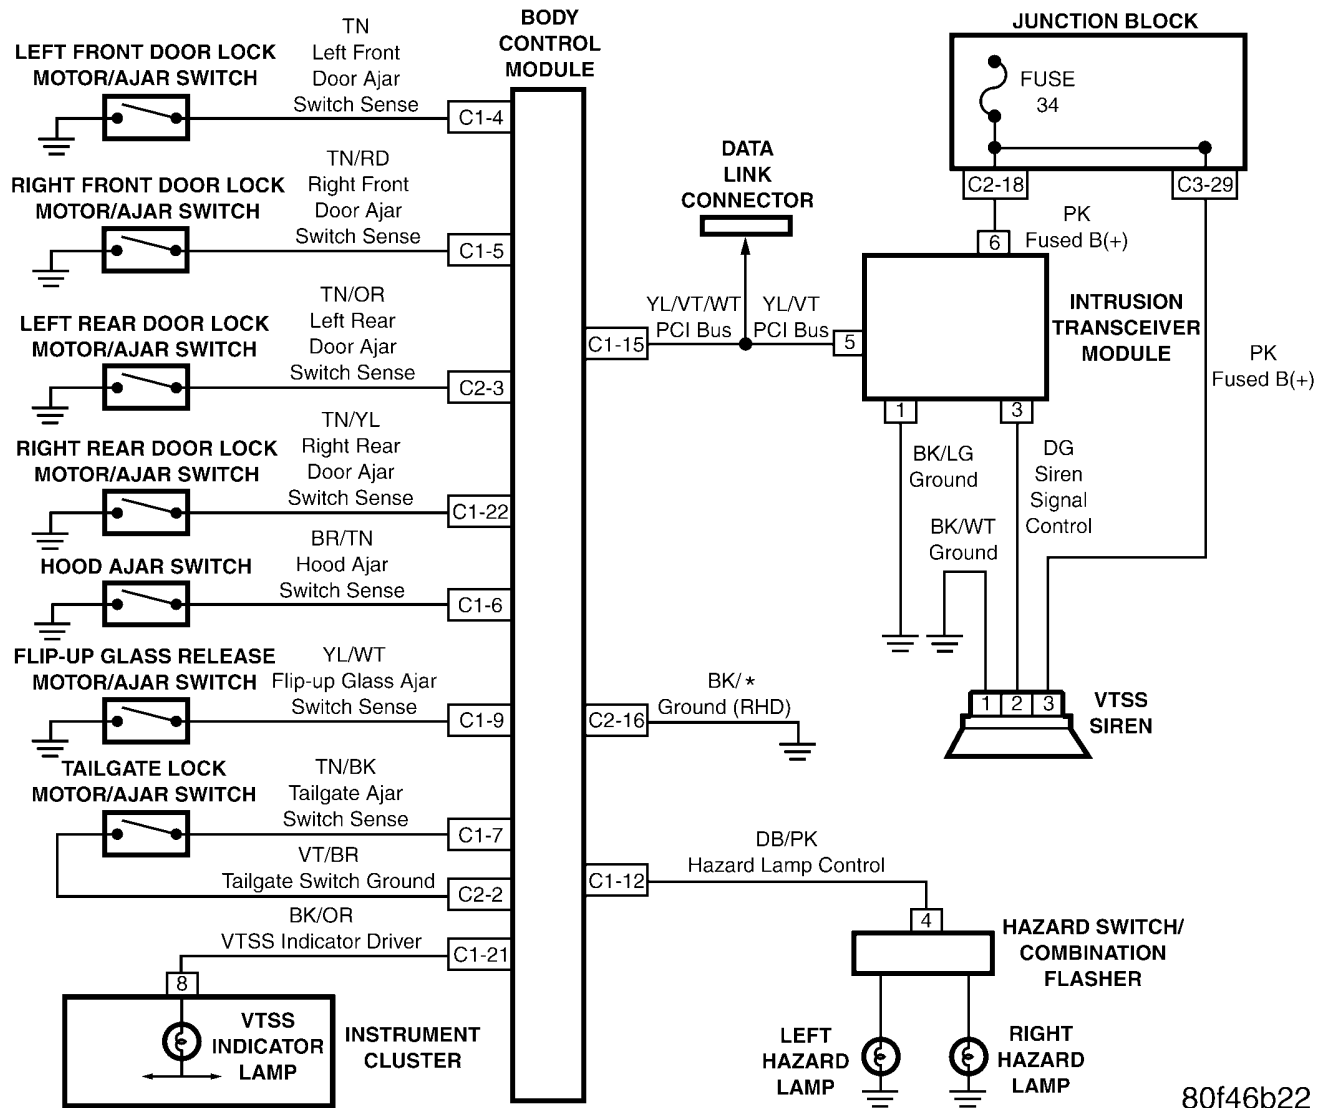 BODY
CONTROL
MODULE
LEFT FRONT DOOR LOCK
MOTOR/AJAR SWITCH
TN
Left Front
Door Ajar
Switch Sense
C1-4
RIGHT FRONT DOOR LOCK
MOTOR/AJAR SWITCH
TN/RD
Right Front
Door Ajar
Switch Sense
C1-5
LEFT REAR DOOR LOCK
MOTOR/AJAR SWITCH
TN/OR
Left Rear
Door Ajar
Switch Sense
C2-3
RIGHT REAR DOOR LOCK
MOTOR/AJAR SWITCH
TN/YL
Right Rear
Door Ajar
Switch Sense
C1-22
HOOD AJAR SWITCH
BR/TN
Hood Ajar
Switch Sense
C1-6
FLIP-UP GLASS RELEASE
MOTOR/AJAR SWITCH
YL/WT
Flip-up Glass Ajar
Switch Sense
C1-9
TAILGATE LOCK
MOTOR/AJAR SWITCH
TN/BK
Tailgate Ajar
Switch Sense
C1-7
VT/BR
Tailgate Switch Ground
C2-2
BK/OR
VTSS Indicator Driver
C1-21
8
VTSS
INDICATOR
LAMP
INSTRUMENT
CLUSTER
JUNCTION BLOCK
FUSE
34
C2-18
C3-29
PK
Fused B(+)
6
DATA
LINK
CONNECTOR
YL/VT/WT
PCI Bus
YL/VT
PCI Bus
C1-15
5
INTRUSION
TRANSCEIVER
MODULE
PK
Fused B(+)
1
3
BK/LG
Ground
DG
Siren
Signal
Control
BK/WT
Ground
1
2
3
VTSS
SIREN
C2-16
BK/*
Ground (RHD)
C1-12
DB/PK
Hazard Lamp Control
4
HAZARD SWITCH/
COMBINATION
FLASHER
LEFT
HAZARD
LAMP
RIGHT
HAZARD
LAMP
80f46b22